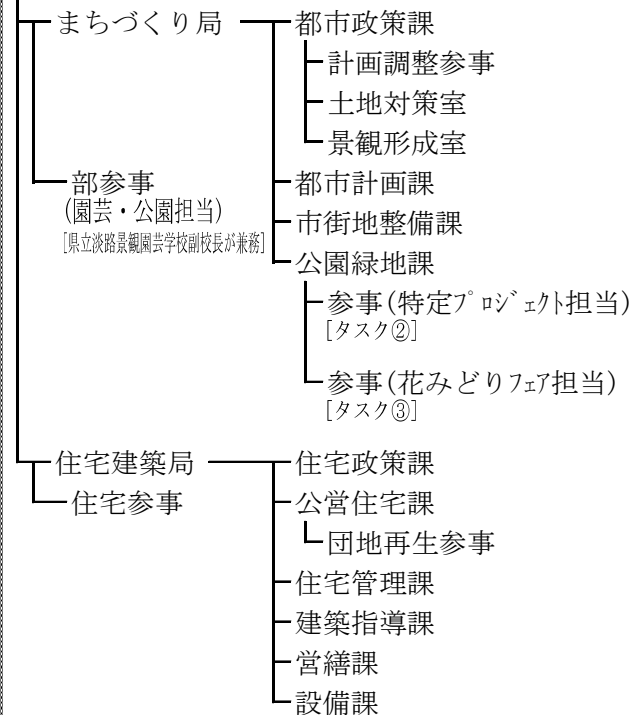 まちづくり局 都市政策課
計画調整参事
土地対策室
景観形成室
部参事 都市計画課
(園芸・公園担当) 市街地整備課
[県立淡路景観園芸学校副校長が兼務]
公園緑地課
参事(特定プロジェクト担当)
[タスク②]
参事(花みどりフェア担当)
[タスク③]
住宅建築局 住宅政策課
住宅参事 公営住宅課
団地再生参事
住宅管理課
建築指導課
営繕課
設備課